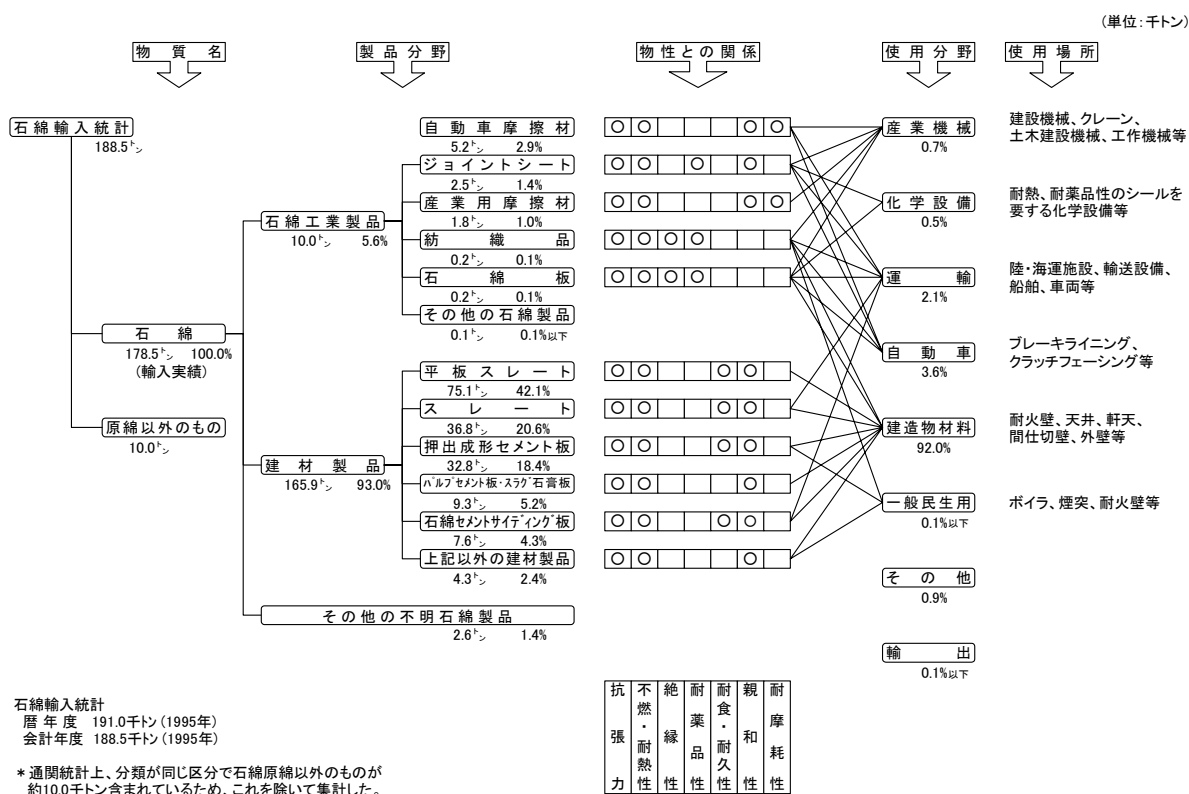 (単位:千トン)
物質名
製品分野
物性との関係
使用分野
使用場所
石綿輸入統計
188.5トン
石綿
178.5トン 100.0%
(輸入実績)
原綿以外のもの
10.0トン
石綿工業製品
10.0トン 5.6%
建材製品
165.9トン 93.0%
自動車摩擦材
5.2トン 2.9%
ジョイントシート
2.5トン 1.4%
産業用摩擦材
1.8トン 1.0%
紡織品
0.2トン 0.1%
石綿板
0.2トン 0.1%
その他の石綿製品
0.1トン 0.1%以下
平板スレート
75.1トン 42.1%
スレート
36.8トン 20.6%
押出成形セメント板
32.8トン 18.4%
パルプセメント板・スラグ石膏板
9.3トン 5.2%
石綿セメントサイディング板
7.6トン 4.3%
上記以外の建材製品
4.3トン 2.4%
その他の不明石綿製品
2.6トン 1.4%
○○ ○○
○○ ○ ○
○○ ○○
○○○○
○○○○
○○ ○○
○○ ○○
○○ ○○
○○ ○
○○ ○○
○○ ○
抗張力
不燃・耐熱性
絶縁性
耐薬品性
耐食・耐久性
親和性
耐摩耗性
産業機械
0.7%
建設機械、クレーン、
土木建設機械、工作機械等
化学設備
0.5%
耐熱、耐薬品性のシールを
要する化学設備等
運輸
2.1%
陸・海運施設、輸送設備、
船舶、車両等
自動車
3.6%
ブレーキライニング、
クラッチフェーシング等
建造物材料
92.0%
耐火壁、天井、軒天、
間仕切壁、外壁等
一般民生用
0.1%以下
ボイラ、煙突、耐火壁等
その他
0.9%
輸出
0.1%以下
石綿輸入統計
暦年度 191.0千トン(1995年)
会計年度 188.5千トン(1995年)
*通関統計上、分類が同じ区分で石綿原綿以外のものが
約10.0千トン含まれているため、これを除いて集計した。